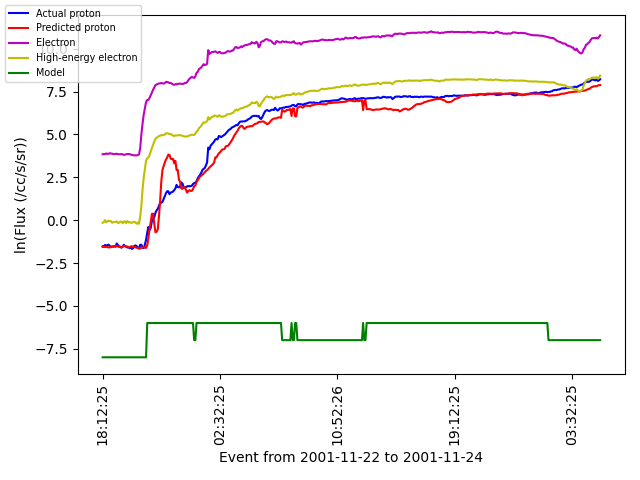 Actual proton
Predicted proton
Electron
High-energy electron
Model
10.0
7.5
5.0
2.5
0.0
−2.5
−5.0
−7.5
ln(Flux (/cc/s/sr))
18:12:25
02:32:25
10:52:26
19:12:25
03:32:25
Event from 2001-11-22 to 2001-11-24